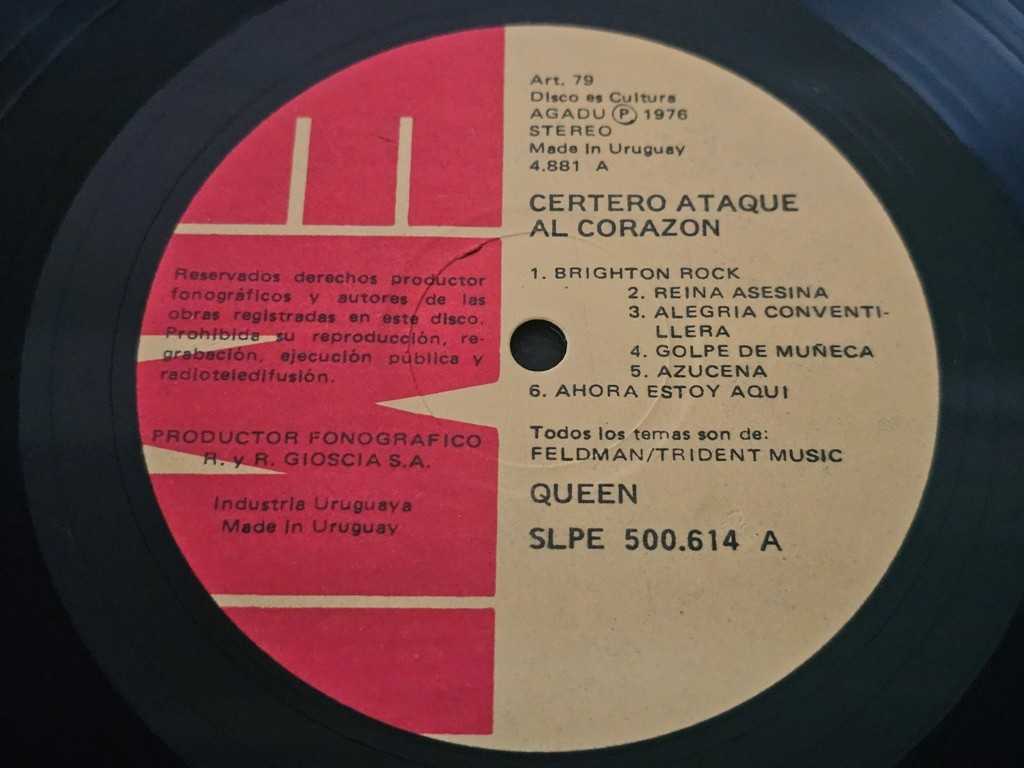 EMI
Reservados derechos productor
fonográficos y autores de las
obras registradas en este disco.
Prohibida su reproducción, re-
grabación, ejecución pública y
radioteledifusión.
PRODUCTOR FONOGRAFICO
R. y R. GIOSCIA S.A.
Industria Uruguaya
Made in Uruguay
Art. 79
Disco es Cultura
AGADU Ⓟ 1976
STEREO
Made in Uruguay
4.881 A
CERTERO ATAQUE
AL CORAZON
1. BRIGHTON ROCK
2. REINA ASESINA
3. ALEGRIA CONVENTI-
LLERA
4. GOLPE DE MUÑECA
5. AZUCENA
6. AHORA ESTOY AQUI
Todos los temas son de:
FELDMAN/TRIDENT MUSIC
QUEEN
SLPE 500.614 A